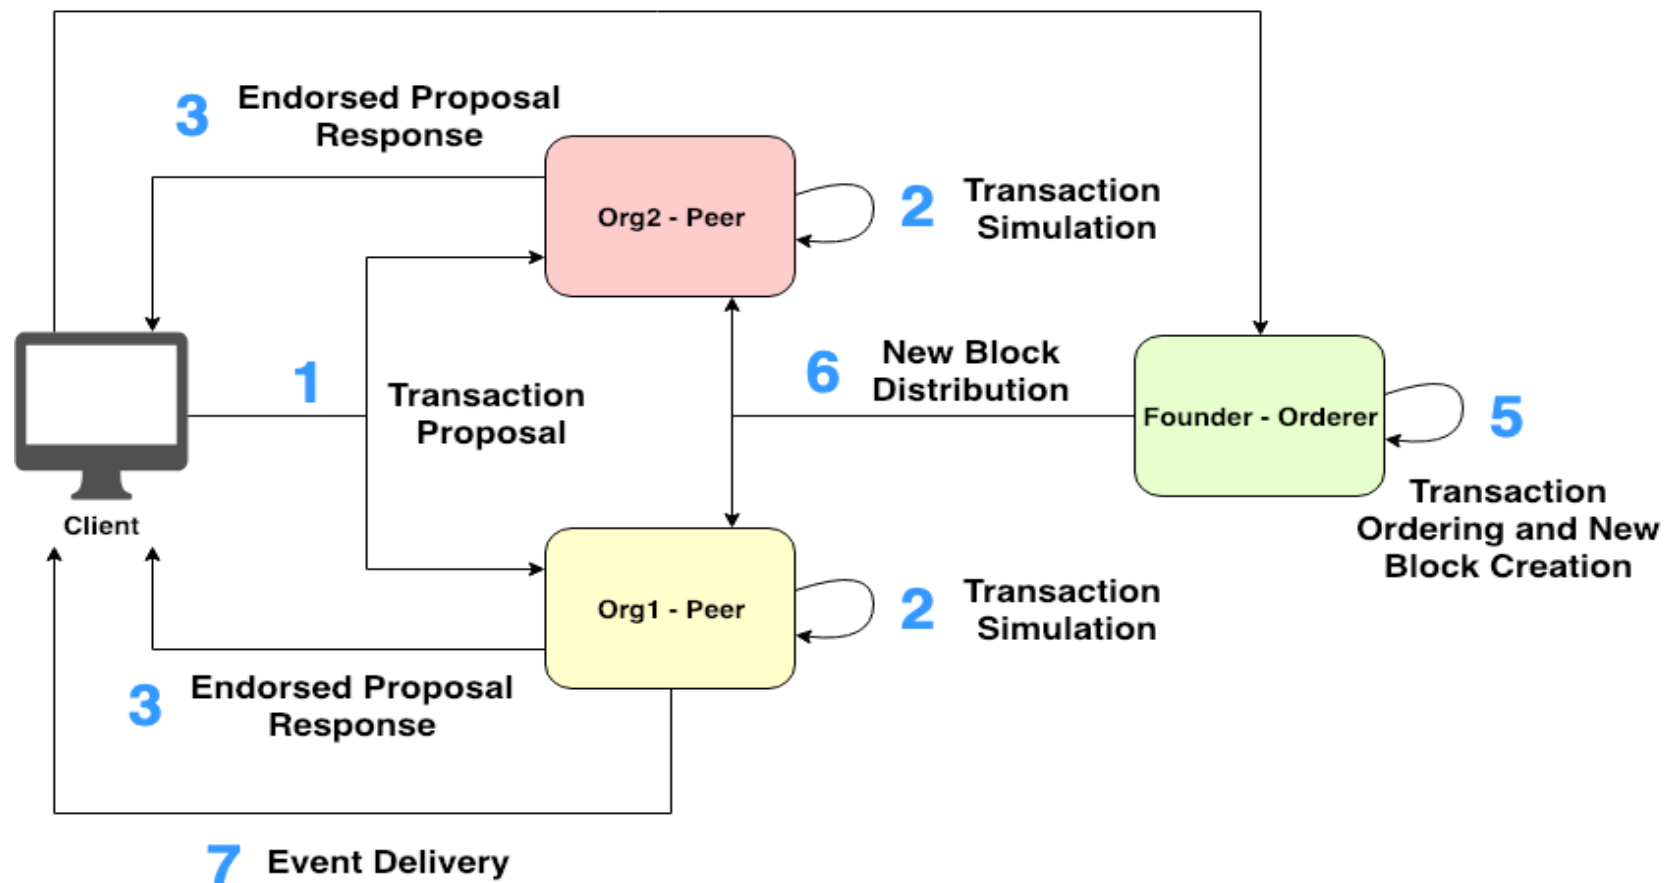 3
Endorsed Proposal
Response
Org2 - Peer
2
Transaction
Simulation
1
Transaction
Proposal
6
New Block
Distribution
Founder - Orderer
5
Transaction
Ordering and New
Block Creation
Client
Org1 - Peer
2
Transaction
Simulation
3
Endorsed Proposal
Response
7
Event Delivery